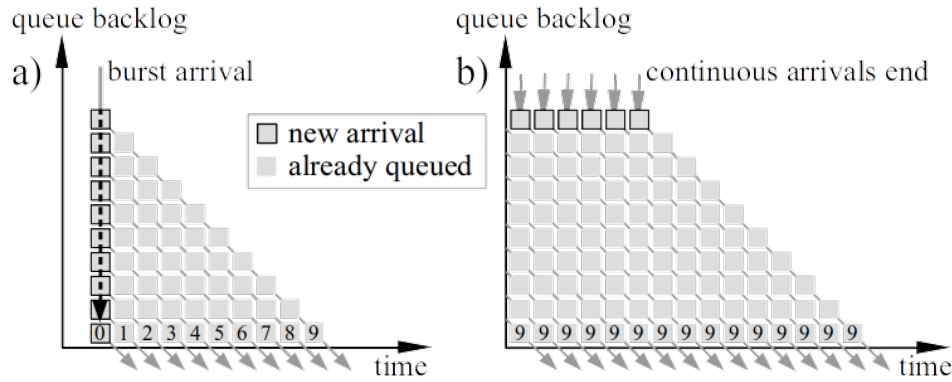 queue backlog
a)
burst arrival
new arrival
already queued
0 1 2 3 4 5 6 7 8 9
time
queue backlog
b)
continuous arrivals end
9 9 9 9 9 9 9 9 9 9 9 9 9 9 9
time